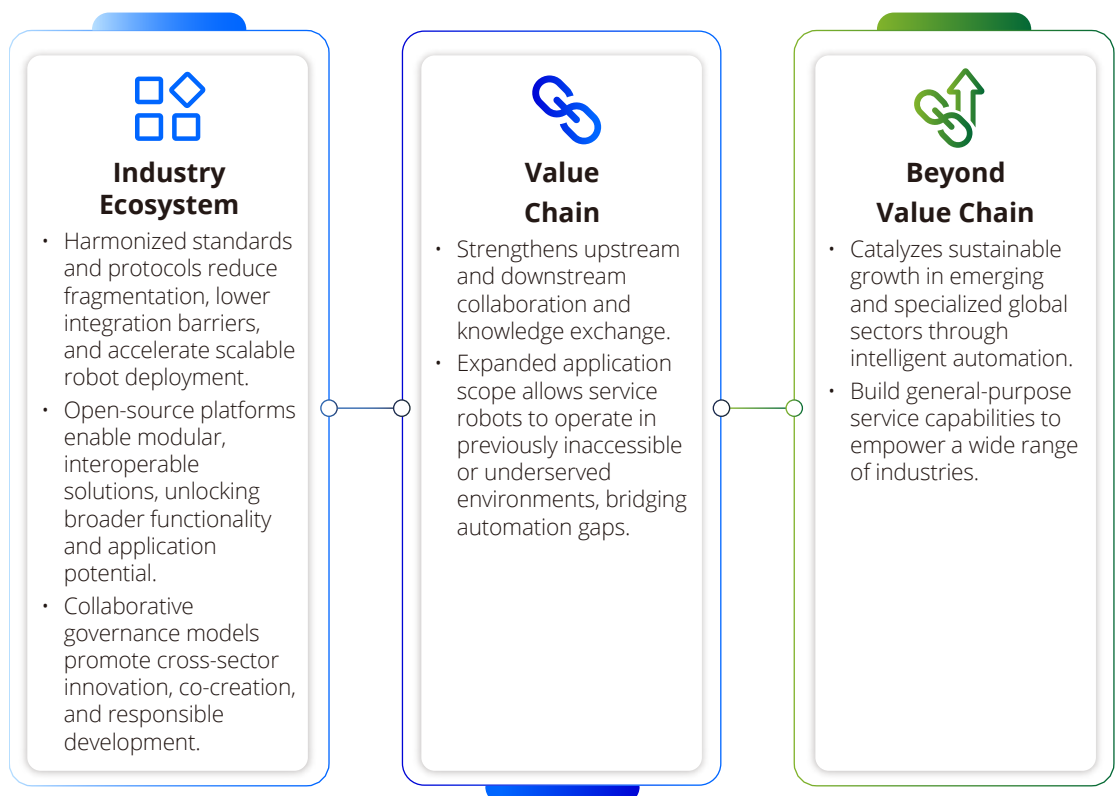 Industry
Ecosystem
• Harmonized standards
and protocols reduce
fragmentation, lower
integration barriers,
and accelerate scalable
robot deployment.
• Open-source platforms
enable modular,
interoperable
solutions, unlocking
broader functionality
and application
potential.
• Collaborative
governance models
promote cross-sector
innovation, co-creation,
and responsible
development.
Value
Chain
• Strengthens upstream
and downstream
collaboration and
knowledge exchange.
• Expanded application
scope allows service
robots to operate in
previously inaccessible
or underserved
environments, bridging
automation gaps.
Beyond
Value Chain
• Catalyzes sustainable
growth in emerging
and specialized global
sectors through
intelligent automation.
• Build general-purpose
service capabilities to
empower a wide range
of industries.